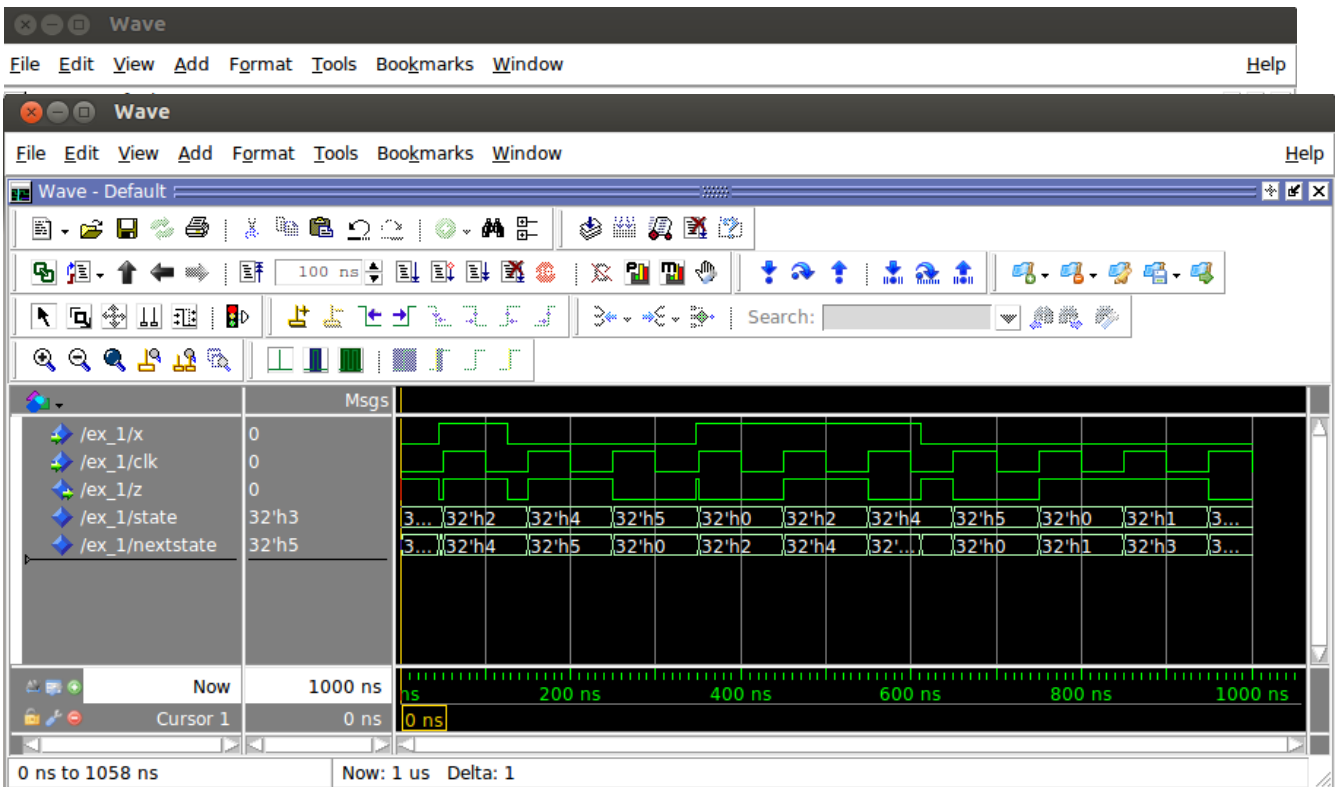 Wave
File Edit View Add Format Tools Bookmarks Window Help
Wave
File Edit View Add Format Tools Bookmarks Window Help
Wave - Default
100 ns
Search:
Msgs
/ex_1/x 0
/ex_1/clk 0
/ex_1/z 0
/ex_1/state 32'h3 3... 32'h2 32'h4 32'h5 32'h0 32'h2 32'h4 32'h5 32'h0 32'h1 3...
/ex_1/nextstate 32'h5 3... 32'h4 32'h5 32'h0 32'h2 32'h4 32'... 32'h0 32'h1 32'h3 3...
Now 1000 ns ns 200 ns 400 ns 600 ns 800 ns 1000 ns
Cursor 1 0 ns 0 ns
0 ns to 1058 ns Now: 1 us Delta: 1